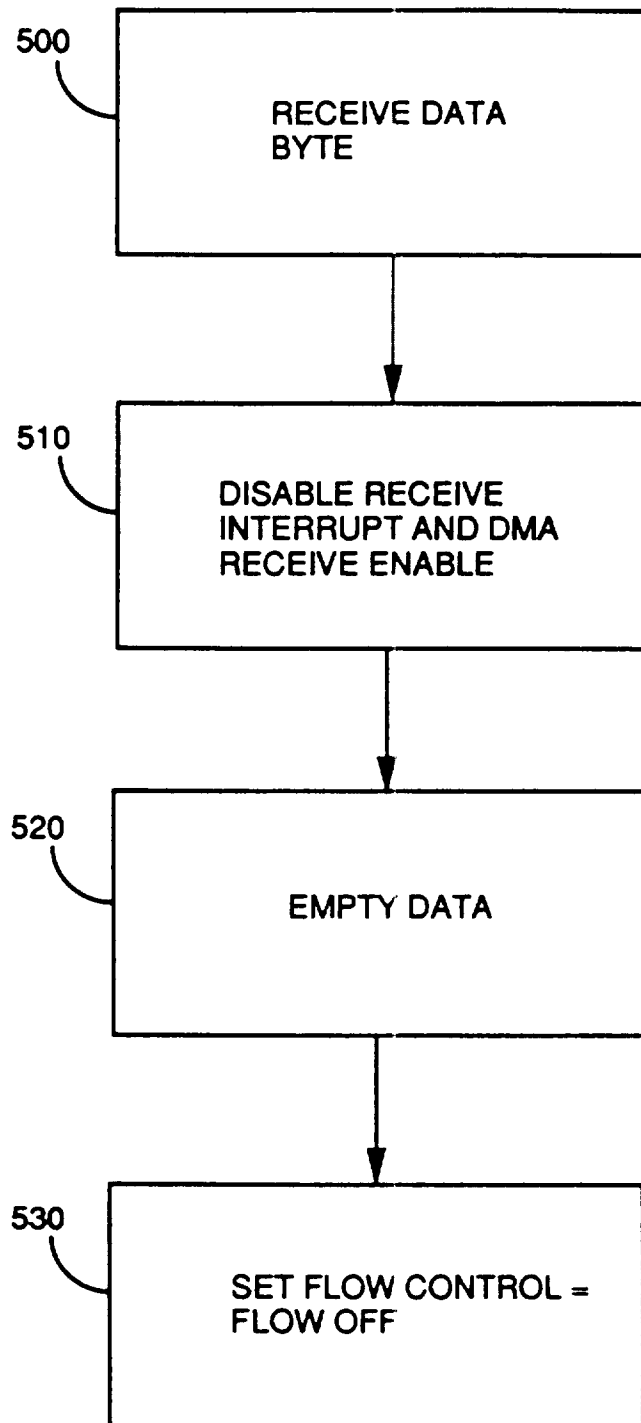 500
RECEIVE DATA
BYTE
510
DISABLE RECEIVE
INTERRUPT AND DMA
RECEIVE ENABLE
520
EMPTY DATA
530
SET FLOW CONTROL =
FLOW OFF